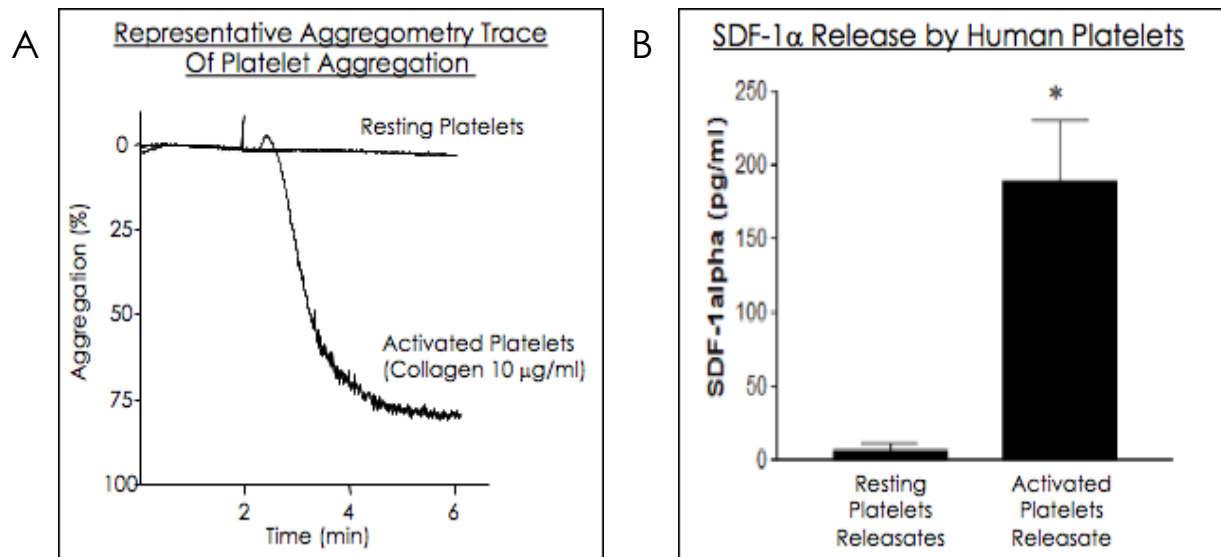 A
Representative Aggregometry Trace
Of Platelet Aggregation
Resting Platelets
0
25
50
75
100
Aggregation (%)
Activated Platelets
(Collagen 10 μg/ml)
2
4
6
Time (min)
B
SDF-1α Release by Human Platelets
250
200
150
100
50
0
SDF-1alpha (pg/ml)
*
Resting
Platelets
Releasates
Activated
Platelets
Releasate